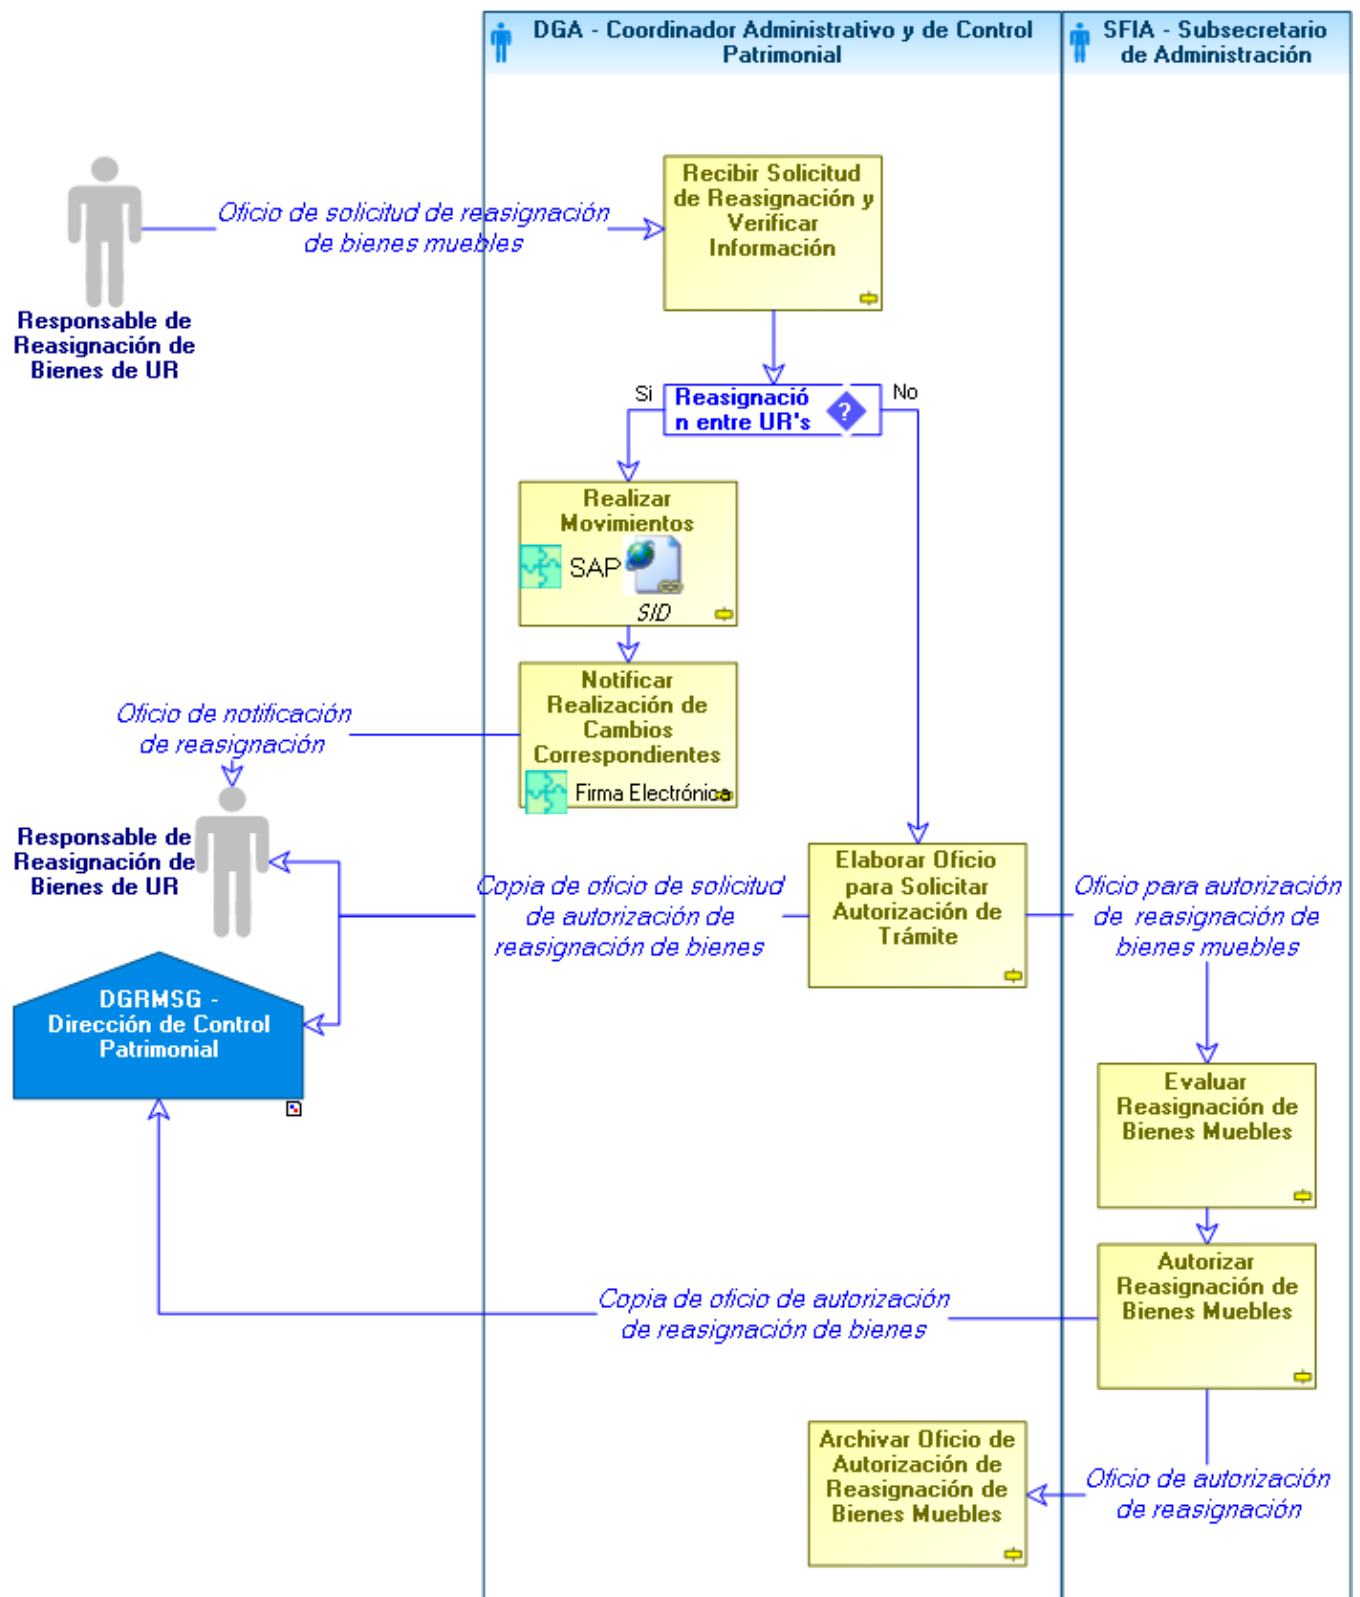 DGA - Coordinador Administrativo y de Control
Patrimonial
SFIA - Subsecretario
de Administración
Recibir Solicitud
de Reasignación y
Verificar
Información
Oficio de solicitud de reasignación
de bienes muebles
Responsable de
Reasignación de
Bienes de UR
Si
Reasignació
n entre UR's
?
No
Realizar
Movimientos
SAP
SID
Notificar
Realización de
Cambios
Correspondientes
Firma Electrónica
Oficio de notificación
de reasignación
Responsable de
Reasignación de
Bienes de UR
Copia de oficio de solicitud
de autorización de
reasignación de bienes
Elaborar Oficio
para Solicitar
Autorización de
Trámite
Oficio para autorización
de reasignación de
bienes muebles
DGRMSG -
Dirección de Control
Patrimonial
Evaluar
Reasignación de
Bienes Muebles
Autorizar
Reasignación de
Bienes Muebles
Copia de oficio de autorización
de reasignación de bienes
Archivar Oficio de
Autorización de
Reasignación de
Bienes Muebles
Oficio de autorización
de reasignación